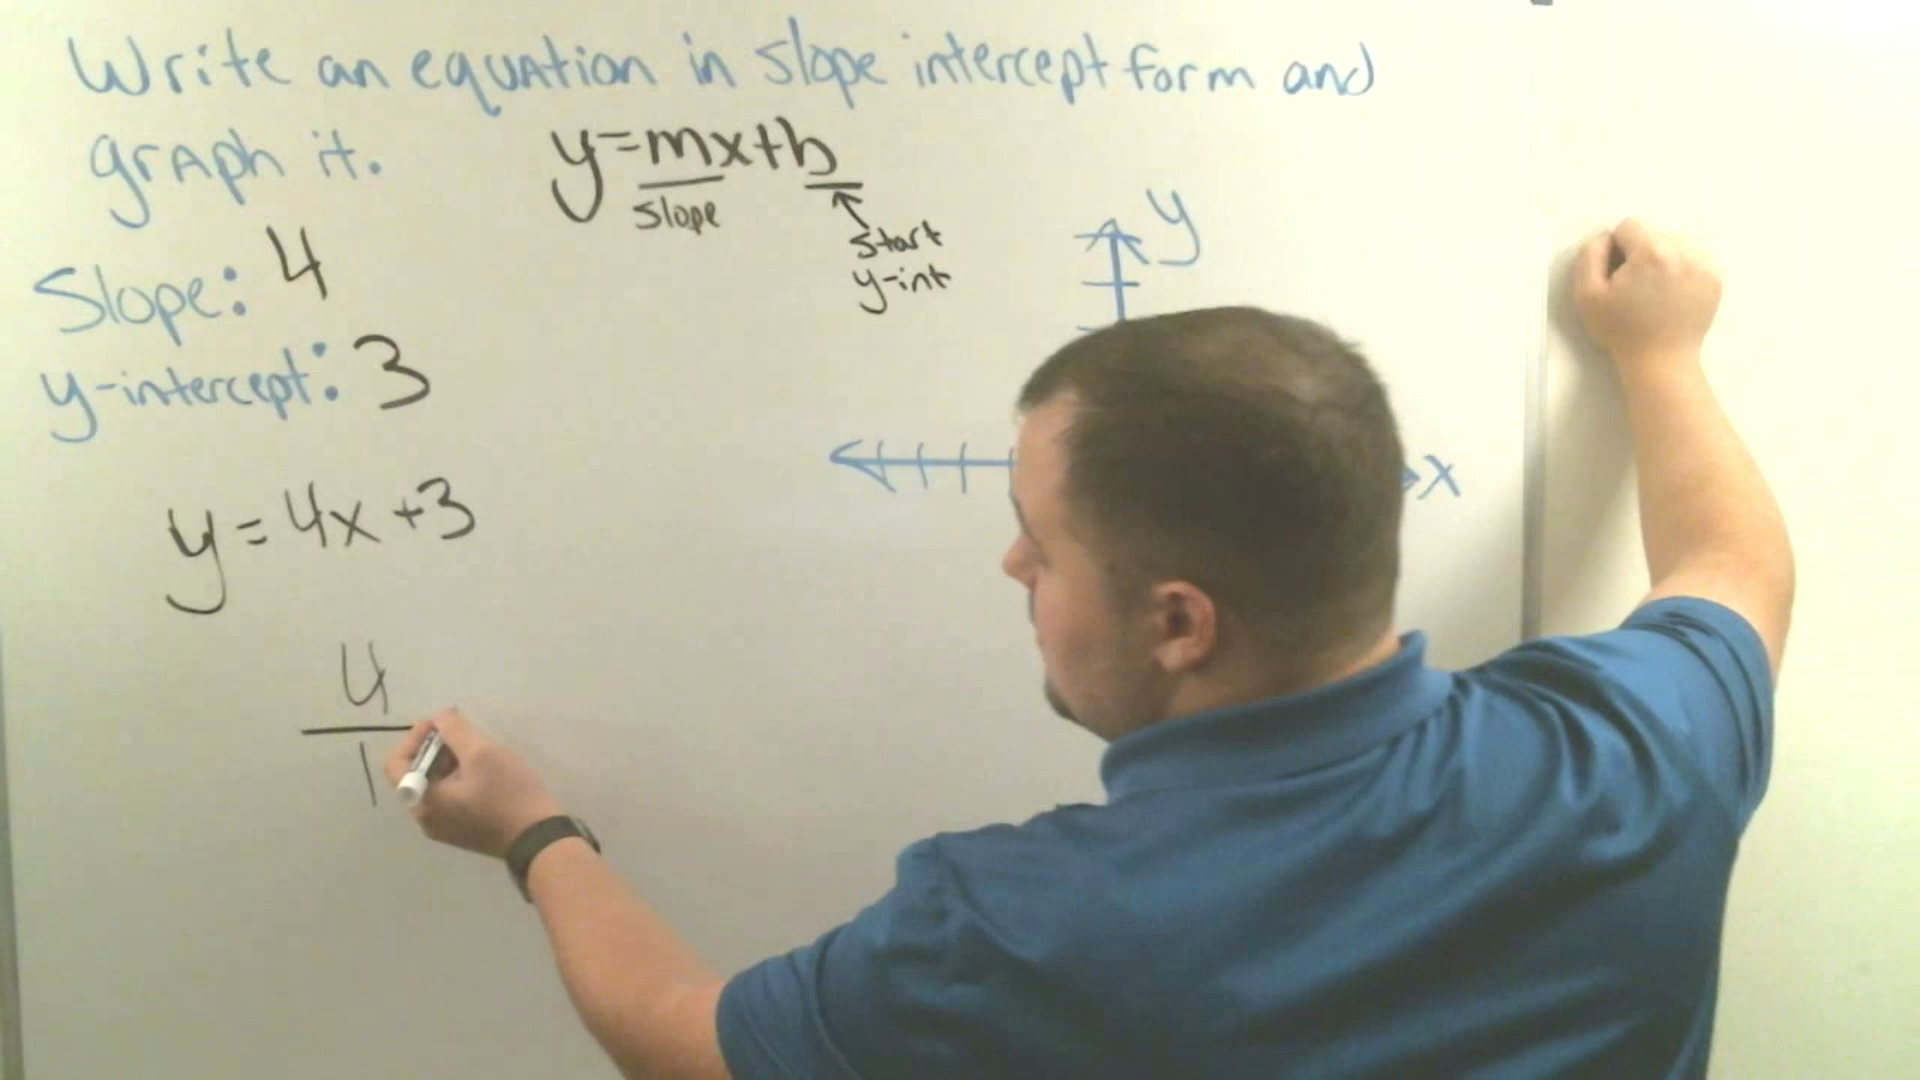 Write an equation in slope intercept form and
graph it.
y=mx+b
slope
start
y-int
Slope: 4
y-intercept: 3
y = 4x + 3
4
1
y
x